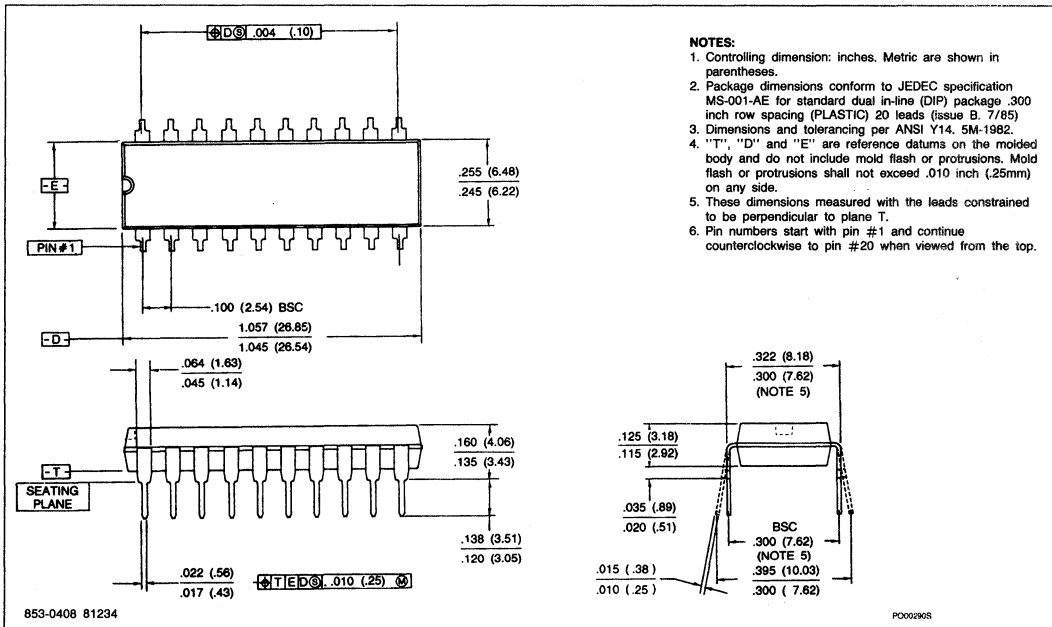 ⌖ D Ⓢ .004 (.10)
- E -
PIN #1
.255 (6.48)
.245 (6.22)
.100 (2.54) BSC
- D -
1.057 (26.85)
1.045 (26.54)
.064 (1.63)
.045 (1.14)
- T -
SEATING
PLANE
.160 (4.06)
.135 (3.43)
.138 (3.51)
.120 (3.05)
.022 (.56)
.017 (.43)
⌖ T E D Ⓢ .010 (.25) Ⓜ
853-0408 81234
NOTES:
1. Controlling dimension: inches. Metric are shown in
parentheses.
2. Package dimensions conform to JEDEC specification
MS-001-AE for standard dual in-line (DIP) package .300
inch row spacing (PLASTIC) 20 leads (issue B. 7/85)
3. Dimensions and tolerancing per ANSI Y14. 5M-1982.
4. "T", "D" and "E" are reference datums on the molded
body and do not include mold flash or protrusions. Mold
flash or protrusions shall not exceed .010 inch (.25mm)
on any side.
5. These dimensions measured with the leads constrained
to be perpendicular to plane T.
6. Pin numbers start with pin #1 and continue
counterclockwise to pin #20 when viewed from the top.
.322 (8.18)
.300 (7.62)
(NOTE 5)
.125 (3.18)
.115 (2.92)
.035 (.89)
.020 (.51)
BSC
.300 (7.62)
(NOTE 5)
.395 (10.03)
.300 ( 7.62)
.015 (.38 )
.010 (.25 )
PO00290S